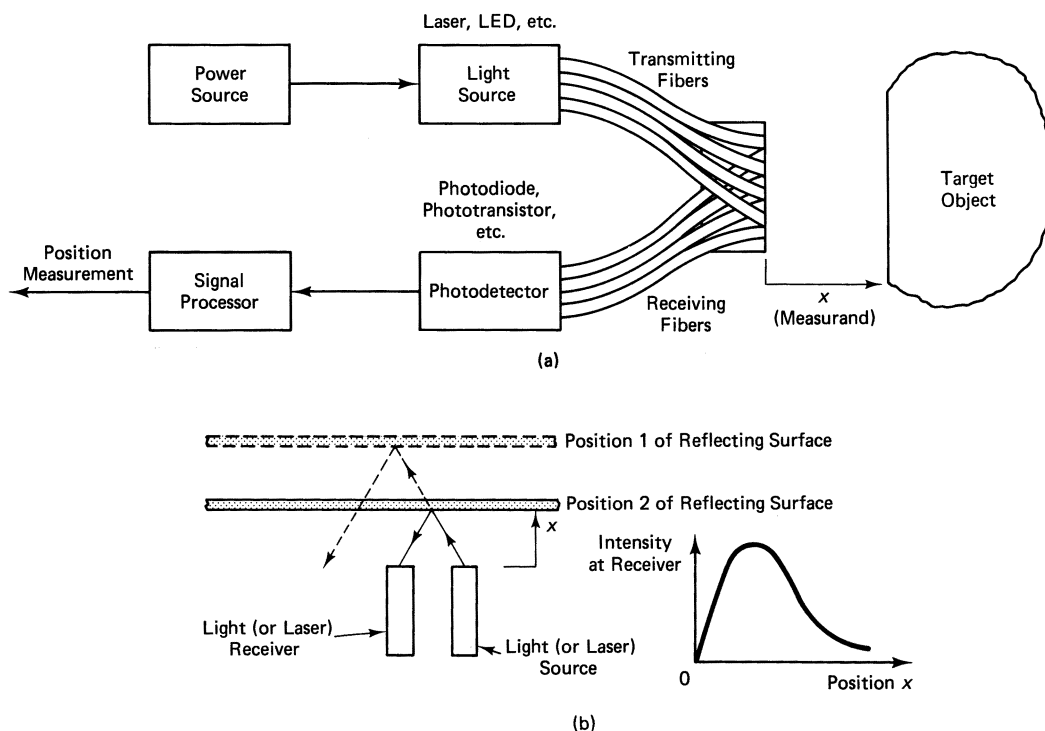 Laser, LED, etc.
Power
Source
Light
Source
Transmitting
Fibers
Target
Object
Photodiode,
Phototransistor,
etc.
Position
Measurement
Signal
Processor
Photodetector
Receiving
Fibers
x
(Measurand)
(a)
Position 1 of Reflecting Surface
Position 2 of Reflecting Surface
x
Intensity
at Receiver
Light (or Laser)
Receiver
Light (or Laser)
Source
0
Position x
(b)